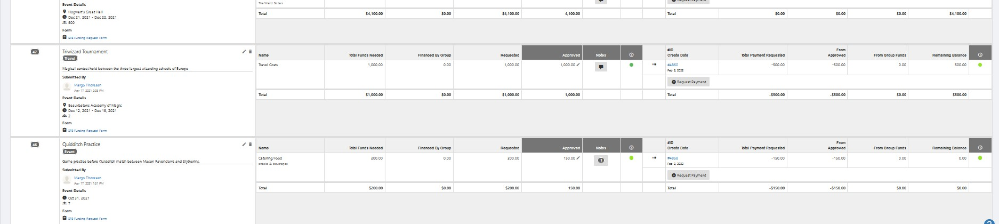 The Weird Sisters
Request Payment
Event Details
Hogwart's Great Hall
Total $4,100.00 $0.00 $4,100.00 4,100.00 Total $0.00 $0.00 $0.00 $4,100.00
Dec 21, 2021 - Dec 22, 2021
500
Form
SFB Funding Request Form
47
Triwizard Tournament
Travel
Magical contest held between the three largest wizarding schools of Europe
Submitted By
Margo Thoresen
Apr 17, 2021 2:05 PM
Event Details
Beauxbatons Academy of Magic
Dec 12, 2021 - Dec 18, 2021
2
Form
SFB Funding Request Form
Name Total Funds Needed Financed By Group Requested Approved Notes
#ID
Create Date Total Payment Requested From
Approved From Group Funds Remaining Balance
Travel Costs 1,000.00 0.00 1,000.00 1,000.00 #4860 -500.00 -500.00 0.00 500.00
Feb 3, 2022
Request Payment
Total $1,000.00 $0.00 $1,000.00 1,000.00 Total -$500.00 -$500.00 $0.00 $500.00
46
Quidditch Practice
Event
Game practice before Quidditch match between Mason Ravenclaws and Slytherins.
Submitted By
Margo Thoresen
Apr 17, 2021 1:51 PM
Event Details
Oct 31, 2021
7
Form
SFB Funding Request Form
Name Total Funds Needed Financed By Group Requested Approved Notes
#ID
Create Date Total Payment Requested From
Approved From Group Funds Remaining Balance
Catering/Food 200.00 0.00 200.00 150.00 1 #4858 -150.00 -150.00 0.00 0.00
snacks & beverages Feb 3, 2022
Request Payment
Total $200.00 $0.00 $200.00 150.00 Total -$150.00 -$150.00 $0.00 $0.00